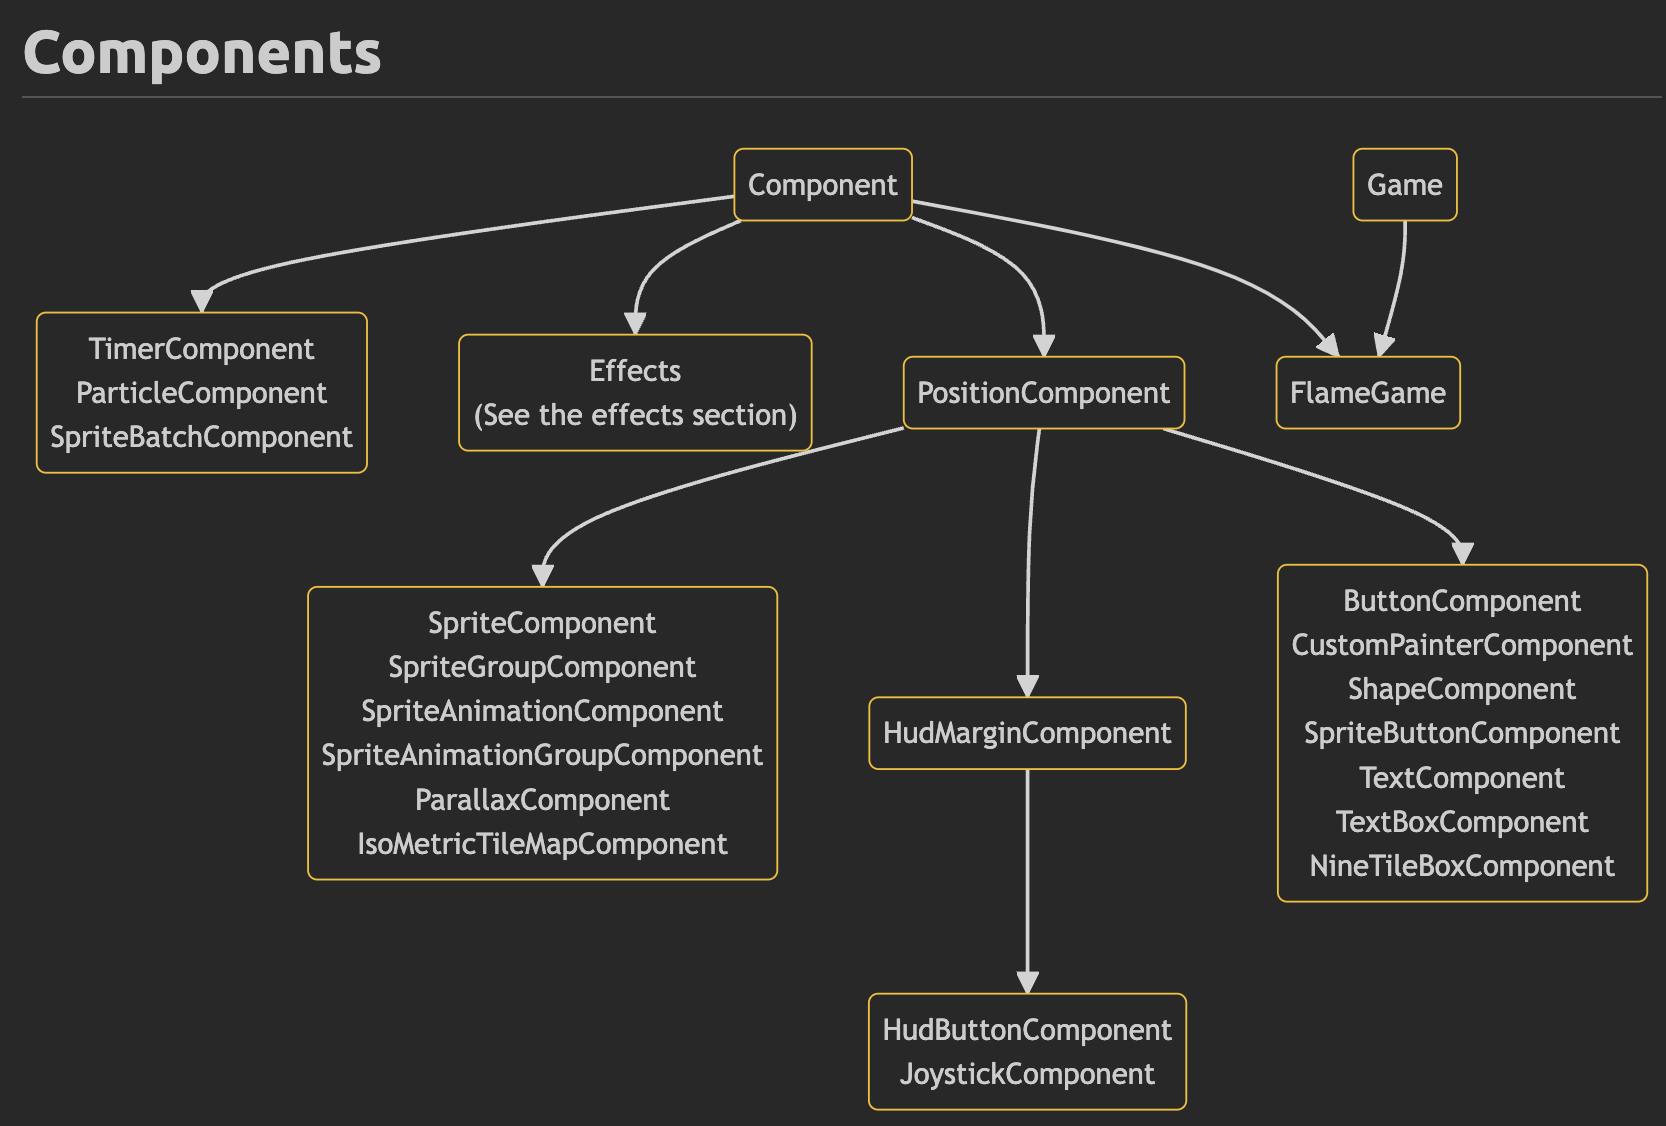 Components
Component
Game
TimerComponent
ParticleComponent
SpriteBatchComponent
Effects
(See the effects section)
PositionComponent
FlameGame
SpriteComponent
SpriteGroupComponent
SpriteAnimationComponent
SpriteAnimationGroupComponent
ParallaxComponent
IsoMetricTileMapComponent
HudMarginComponent
ButtonComponent
CustomPainterComponent
ShapeComponent
SpriteButtonComponent
TextComponent
TextBoxComponent
NineTileBoxComponent
HudButtonComponent
JoystickComponent